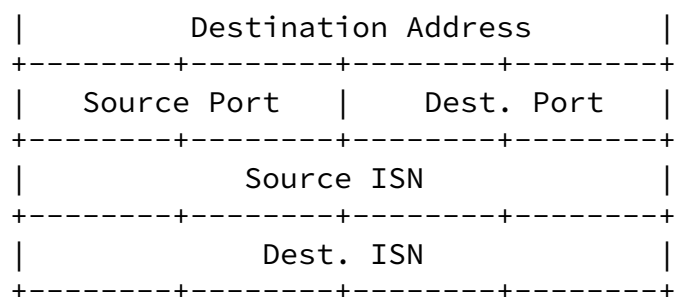 |          Destination Address          |
+--------+--------+--------+--------+
|   Source Port   |    Dest. Port   |
+--------+--------+--------+--------+
|            Source ISN             |
+--------+--------+--------+--------+
|             Dest. ISN             |
+--------+--------+--------+--------+